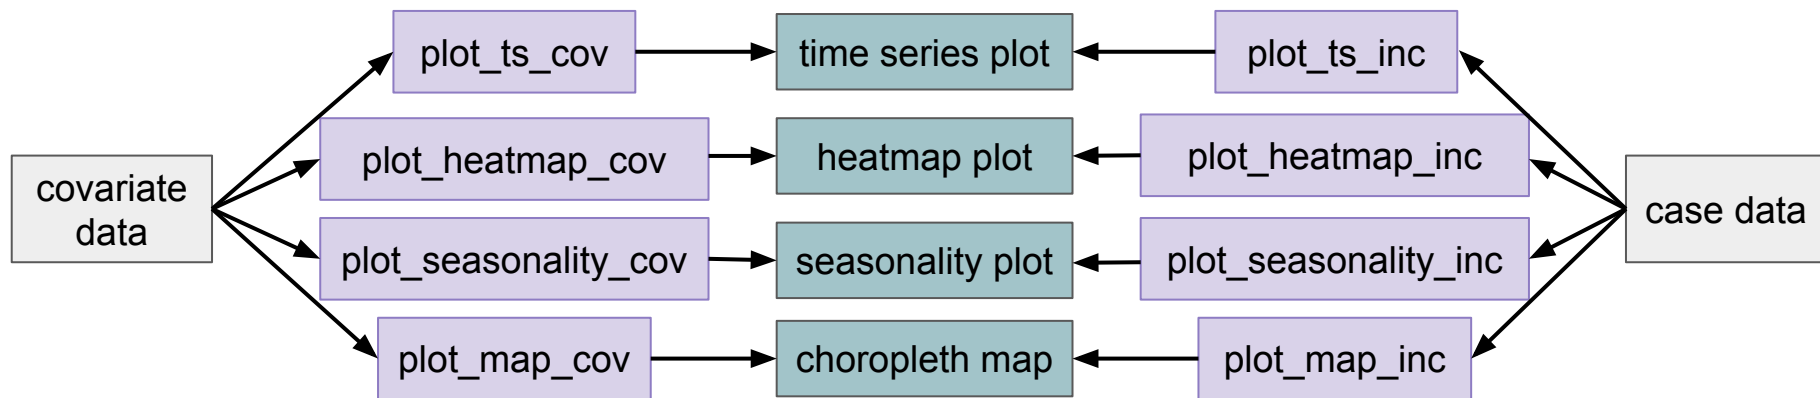 plot_ts_cov
time series plot
plot_ts_inc
plot_heatmap_cov
heatmap plot
plot_heatmap_inc
covariate
data
case data
plot_seasonality_cov
seasonality plot
plot_seasonality_inc
plot_map_cov
choropleth map
plot_map_inc